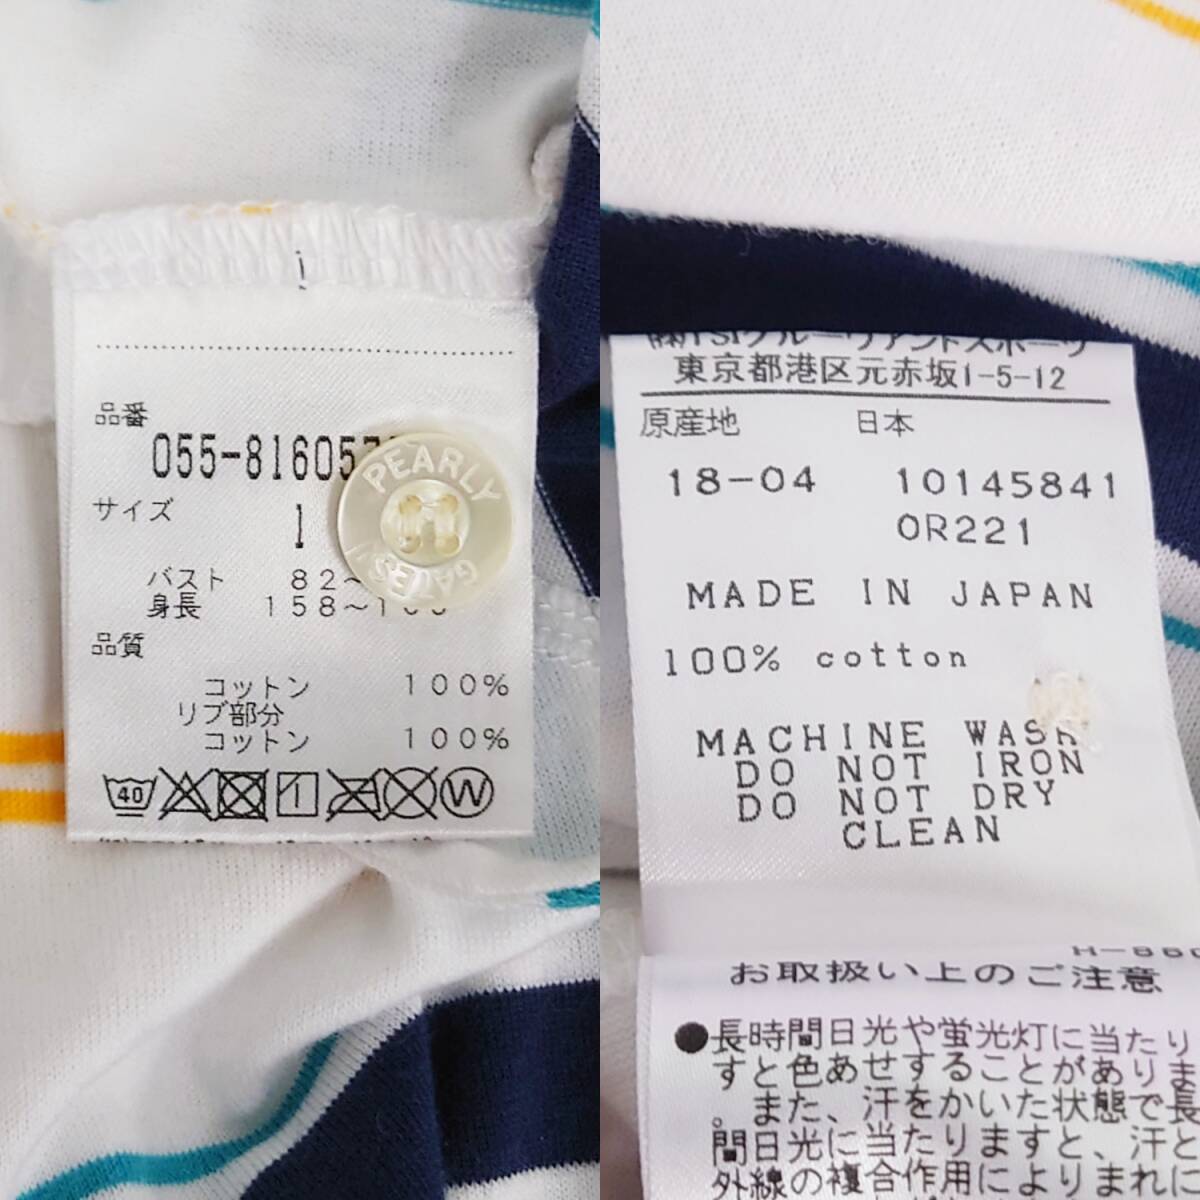 品番
055-81605
PEARLY
GATES
サイズ
1
バスト 82~
身長 158~1
品質
コットン 100%
リブ部分
コットン 100%
40
W
東京都港区元赤坂1-5-12
原産地 日本
18-04 10145841
OR221
MADE IN JAPAN
100% cotton
MACHINE WASH
DO NOT IRON
DO NOT DRY
CLEAN
お取扱い上のご注意
●長時間日光や蛍光灯に当たり
すと色あせすることがありま
。また、汗をかいた状態で長
間日光に当たりますと、汗と
外線の複合作用によりまれに